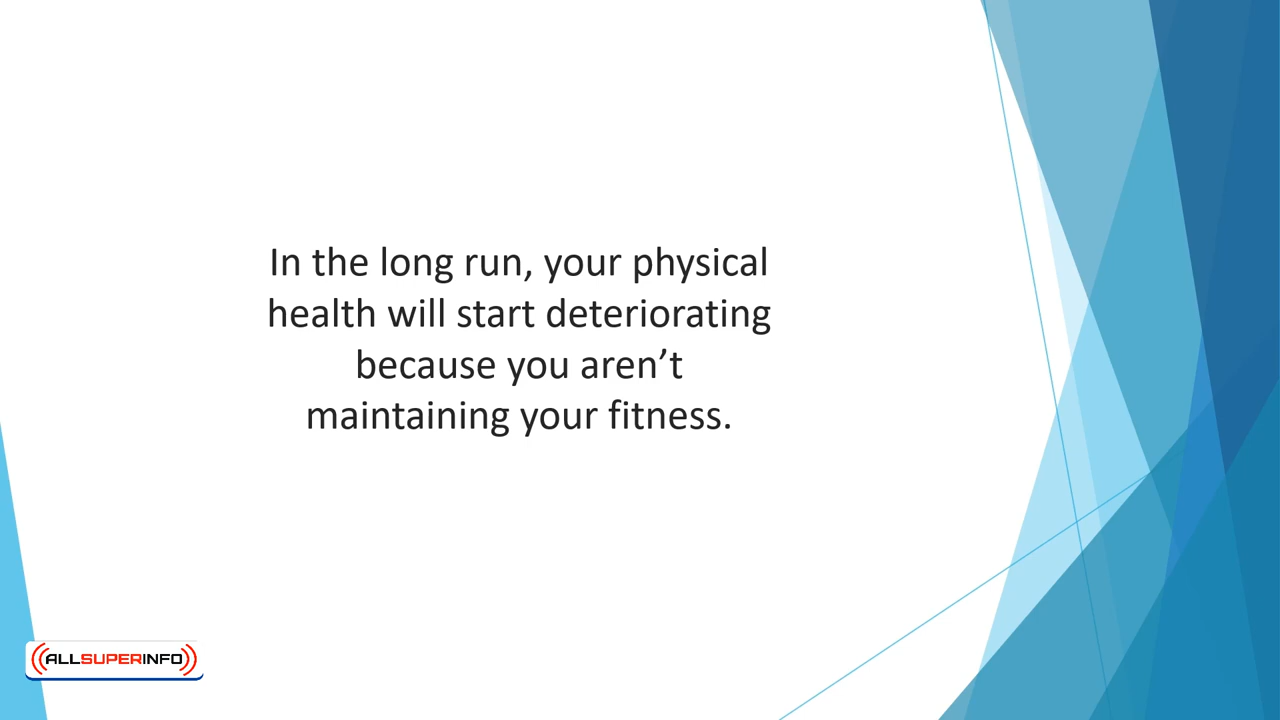 In the long run, your physical
health will start deteriorating
because you aren’t
maintaining your fitness.
ALLSUPERINFO